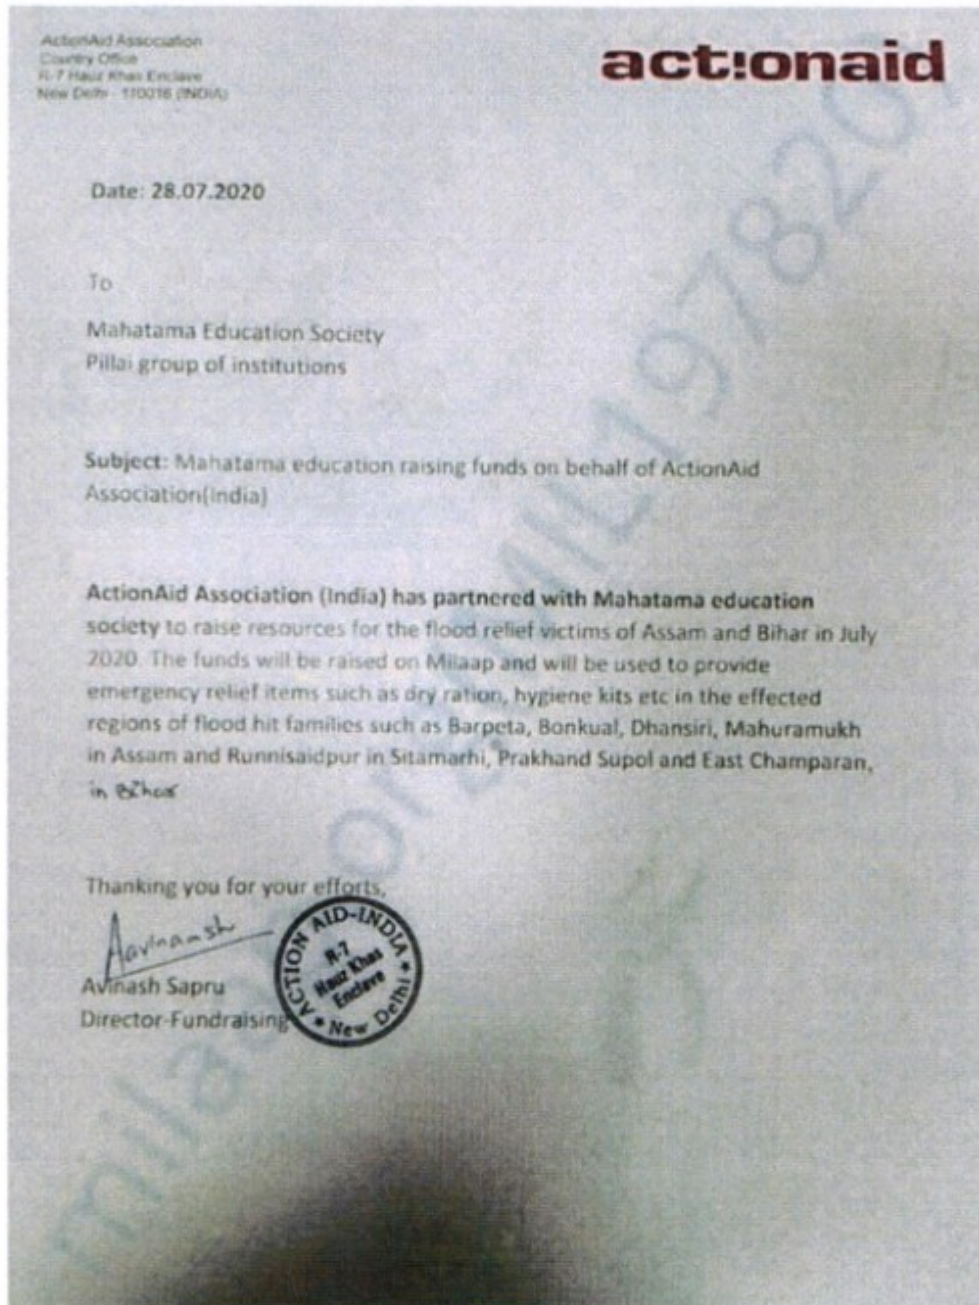 ActionAid Association
Country Office
R-7 Hauz Khas Enclave
New Delhi - 110016 (INDIA)
act!onaid
Date: 28.07.2020
To
Mahatama Education Society
Pillai group of institutions
Subject: Mahatama education raising funds on behalf of ActionAid
Association(India)
ActionAid Association (India) has partnered with Mahatama education
society to raise resources for the flood relief victims of Assam and Bihar in July
2020. The funds will be raised on Milaap and will be used to provide
emergency relief items such as dry ration, hygiene kits etc in the effected
regions of flood hit families such as Barpeta, Bonkual, Dhansiri, Mahuramukh
in Assam and Runnisaidpur in Sitamarhi, Prakhand Supol and East Champaran,
in Bihar
Thanking you for your efforts,
Aavinaash
Avinash Sapru
Director-Fundraising
ACTION AID-INDIA
R-7
Hauz Khas
Enclave
* New Delhi *
milaap.org
MIL197820